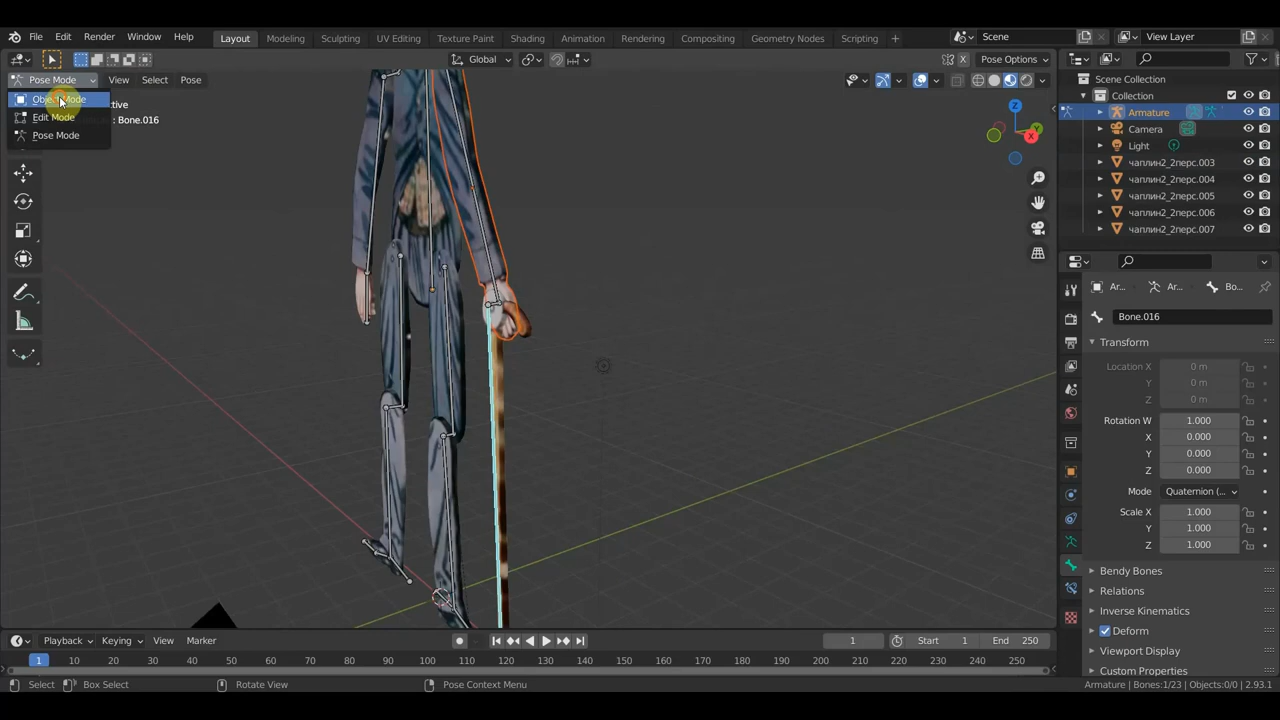 File Edit Render Window Help Layout Modeling Sculpting UV Editing Texture Paint Shading Animation Rendering Compositing Geometry Nodes Scripting + Scene View Layer
Global Pose Options
Pose Mode View Select Pose
Object Mode
Edit Mode
Pose Mode
: Bone.016
X
Y
Z
Scene Collection
Collection
Armature
Camera
Light
чаплин2_2перс.003
чаплин2_2перс.004
чаплин2_2перс.005
чаплин2_2перс.006
чаплин2_2перс.007
Ar... Ar... Bo...
Bone.016
Transform
Location X 0 m
Y 0 m
Z 0 m
Rotation W 1.000
X 0.000
Y 0.000
Z 0.000
Mode Quaternion (...
Scale X 1.000
Y 1.000
Z 1.000
Bendy Bones
Relations
Inverse Kinematics
Deform
Viewport Display
Custom Properties
Playback Keying View Marker 1 Start 1 End 250
1 10 20 30 40 50 60 70 80 90 100 110 120 130 140 150 160 170 180 190 200 210 220 230 240 250
Select Box Select Rotate View Pose Context Menu Armature | Bones:1/23 | Objects:0/0 | 2.93.1